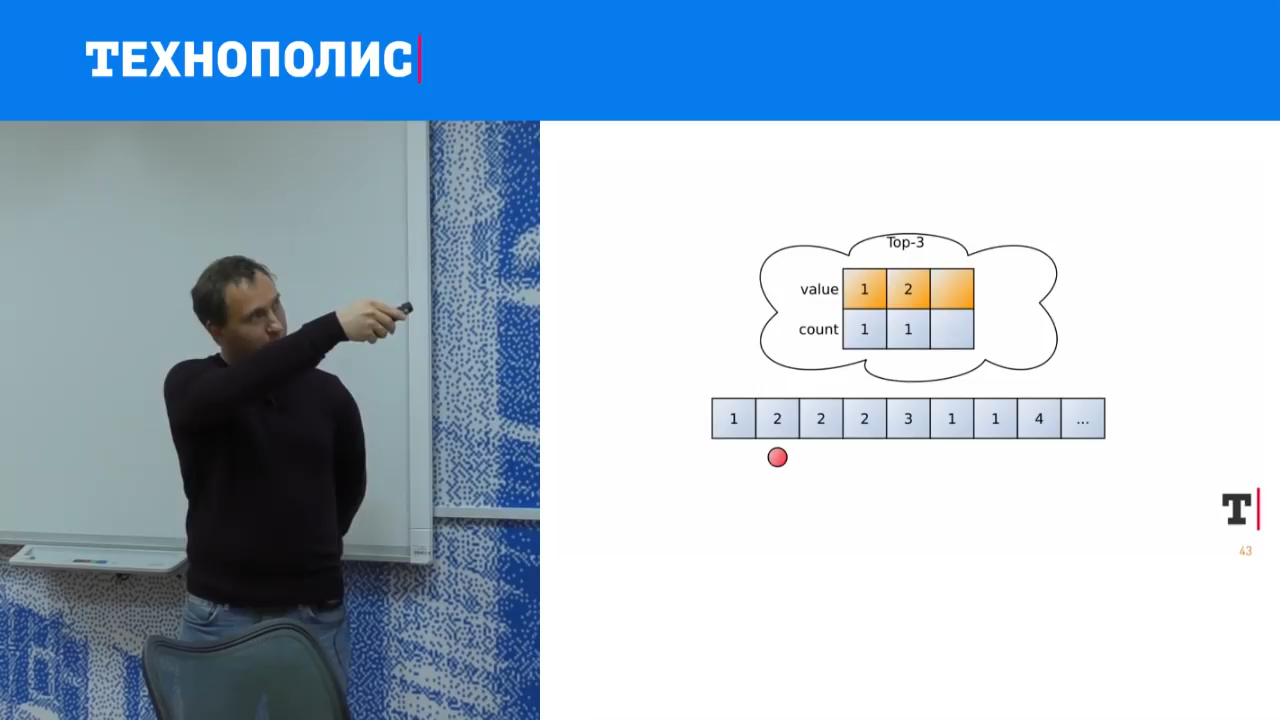 ТЕХНОПОЛИС
Top-3
value 1 2
count 1 1
1 2 2 2 3 1 1 4 ...
Т
43